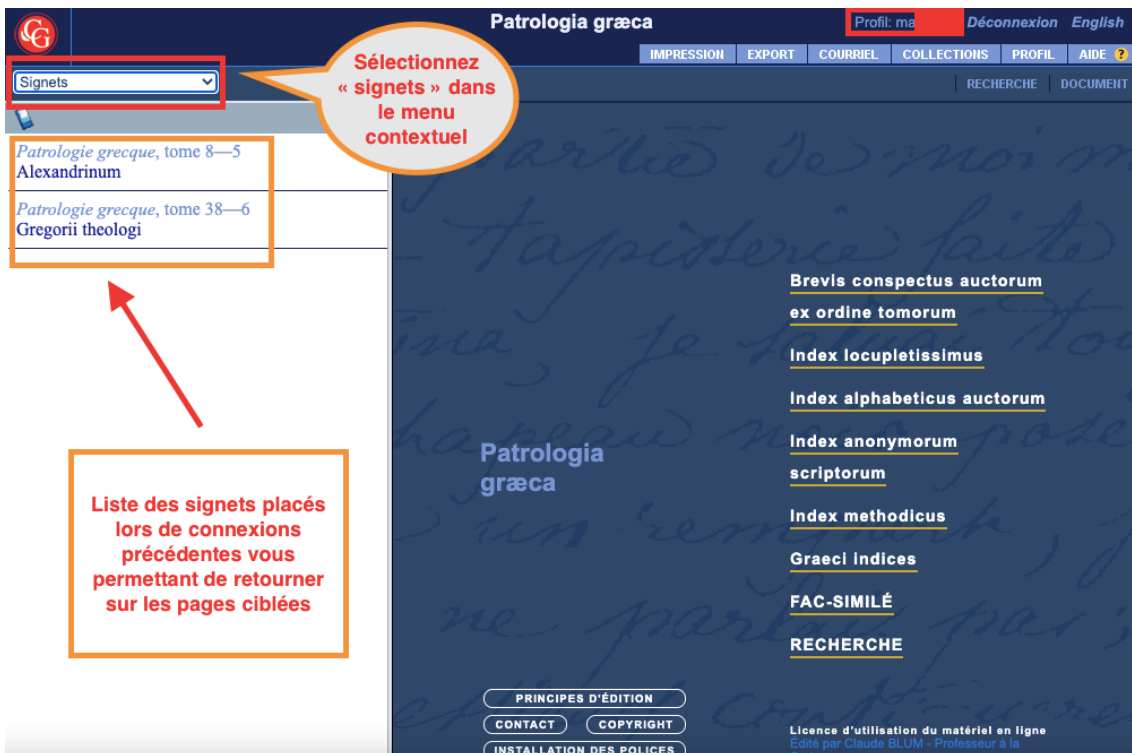 CG
Patrologia græca
Profil: ma
Déconnexion
English
IMPRESSION
EXPORT
COURRIEL
COLLECTIONS
PROFIL
AIDE ?
Signets
RECHERCHE
DOCUMENT
Sélectionnez
« signets » dans
le menu
contextuel
Patrologie grecque, tome 8—5
Alexandrinum
Patrologie grecque, tome 38—6
Gregorii theologi
Liste des signets placés
lors de connexions
précédentes vous
permettant de retourner
sur les pages ciblées
Patrologia
græca
Brevis conspectus auctorum
ex ordine tomorum
Index locupletissimus
Index alphabeticus auctorum
Index anonymorum
scriptorum
Index methodicus
Graeci indices
FAC-SIMILÉ
RECHERCHE
PRINCIPES D'ÉDITION
CONTACT
COPYRIGHT
INSTALLATION DES POLICES
Licence d'utilisation du matériel en ligne
Édité par Claude BLUM - Professeur à la